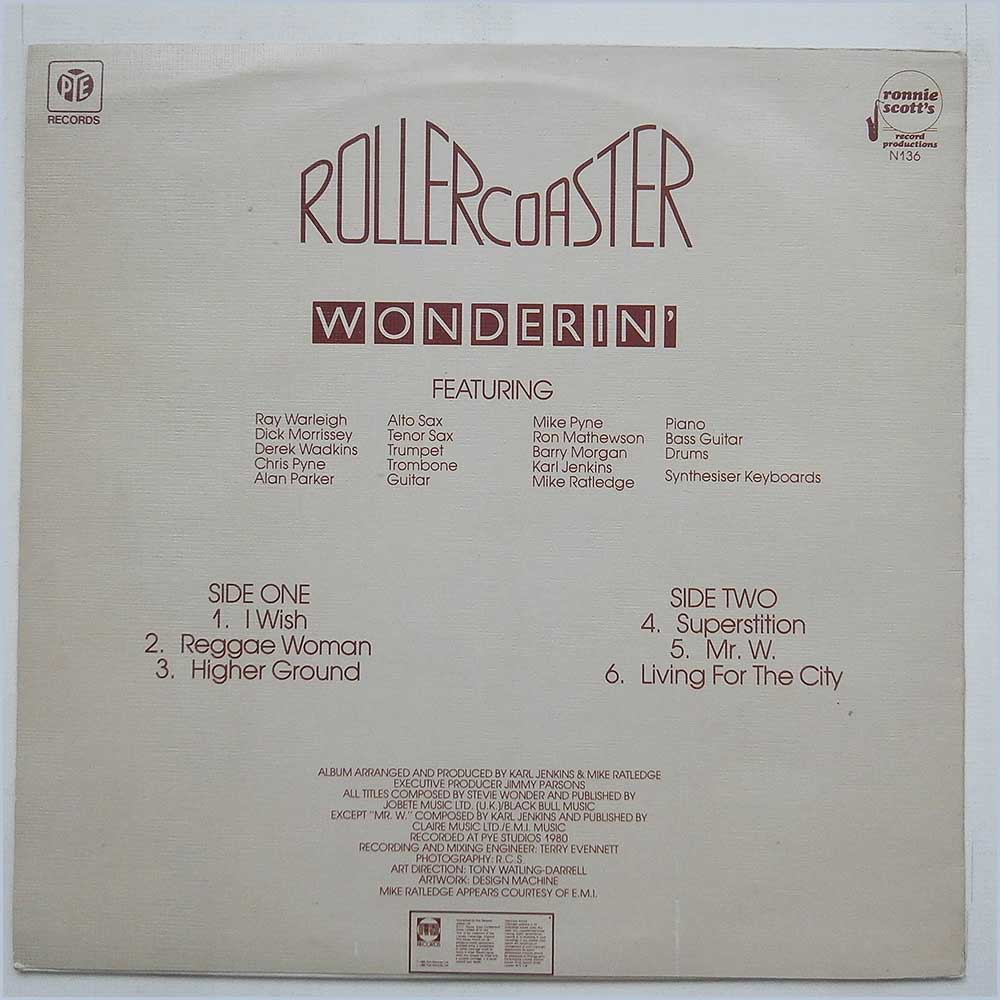 PYE
RECORDS
ronnie
scott's
record
productions
N136
ROLLERCOASTER
WONDERIN'
FEATURING
Ray Warleigh Alto Sax
Dick Morrissey Tenor Sax
Derek Wadkins Trumpet
Chris Pyne Trombone
Alan Parker Guitar
Mike Pyne Piano
Ron Mathewson Bass Guitar
Barry Morgan Drums
Karl Jenkins
Mike Ratledge Synthesiser Keyboards
SIDE ONE
1. I Wish
2. Reggae Woman
3. Higher Ground
SIDE TWO
4. Superstition
5. Mr. W.
6. Living For The City
ALBUM ARRANGED AND PRODUCED BY KARL JENKINS & MIKE RATLEDGE
EXECUTIVE PRODUCER JIMMY PARSONS
ALL TITLES COMPOSED BY STEVIE WONDER AND PUBLISHED BY
JOBETE MUSIC LTD. (U.K.)/BLACK BULL MUSIC
EXCEPT "MR. W." COMPOSED BY KARL JENKINS AND PUBLISHED BY
CLAIRE MUSIC LTD./E.M.I. MUSIC
RECORDED AT PYE STUDIOS 1980
RECORDING AND MIXING ENGINEER: TERRY EVENNETT
PHOTOGRAPHY: R.C.S.
ART DIRECTION: TONY WATLING-DARRELL
ARTWORK: DESIGN MACHINE
MIKE RATLEDGE APPEARS COURTESY OF E.M.I.
RECORDS